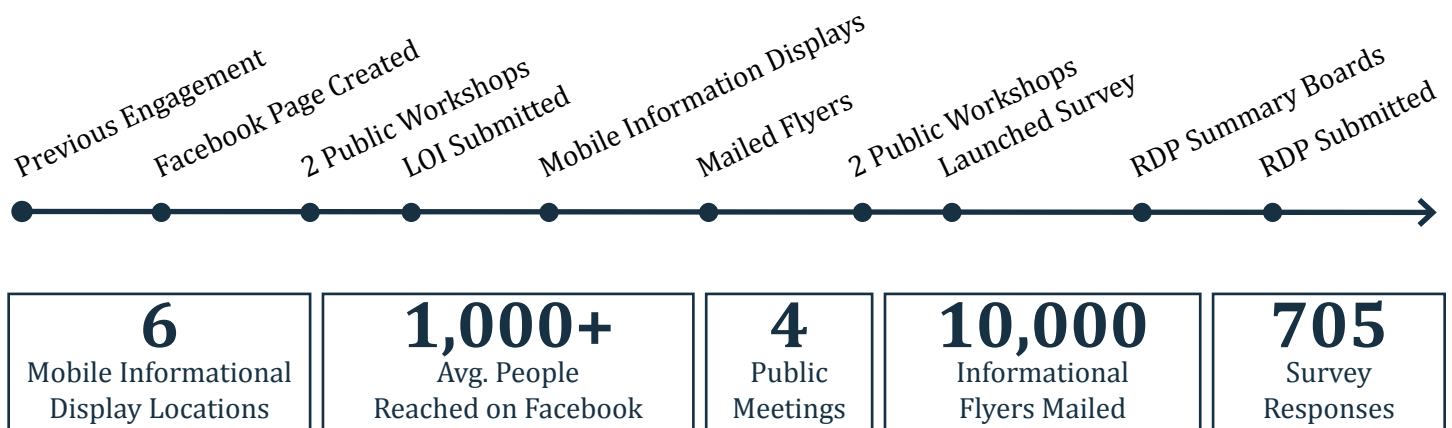 Previous Engagement
Facebook Page Created
2 Public Workshops
LOI Submitted
Mobile Information Displays
Mailed Flyers
2 Public Workshops
Launched Survey
RDP Summary Boards
RDP Submitted
6
Mobile Informational
Display Locations
1,000+
Avg. People
Reached on Facebook
4
Public
Meetings
10,000
Informational
Flyers Mailed
705
Survey
Responses